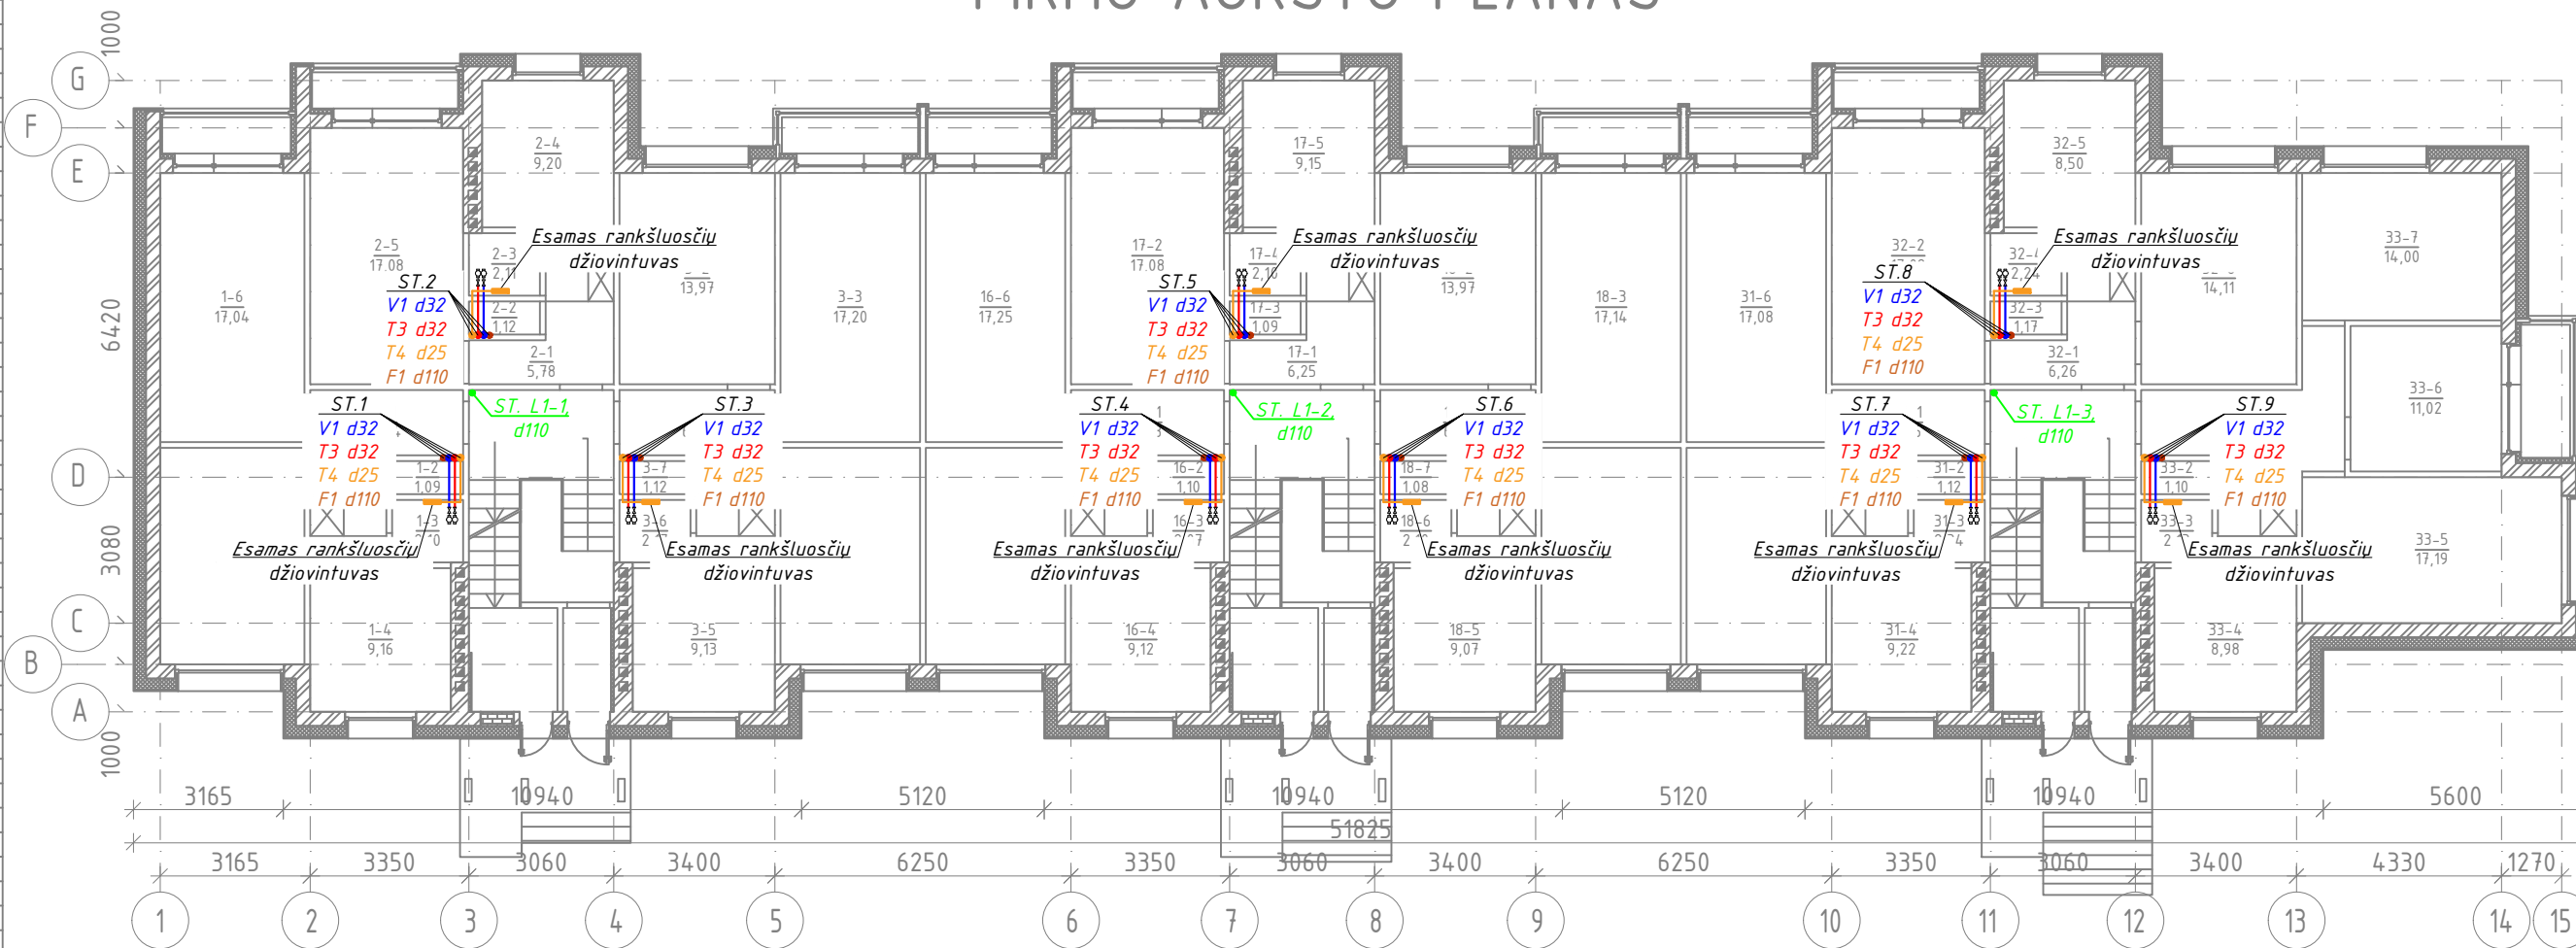 PIRMO AUKŠTO PLANAS
1000
G
F
E
6420
D
3080
C
B
A
1000
2-4
9,20
17-5
9,15
32-5
8,50
2-5
17.08
2-3
2,11
Esamas rankšluosčių
džiovintuvas
13,97
17-2
17.08
17-4
2,10
Esamas rankšluosčių
džiovintuvas
13,97
32-2
32-4
2,24
Esamas rankšluosčių
džiovintuvas
14,11
33-7
14,00
1-6
17,04
ST.2
V1 d32
T3 d32
T4 d25
F1 d110
2-2
1,12
2-1
5,78
3-3
17,20
16-6
17,25
ST.5
V1 d32
T3 d32
T4 d25
F1 d110
17-3
1,09
17-1
6,25
18-3
17,14
31-6
17,08
ST.8
V1 d32
T3 d32
T4 d25
F1 d110
32-3
1,17
32-1
6,26
33-6
11,02
ST.1
V1 d32
T3 d32
T4 d25
F1 d110
1-2
1,09
1-3
ST. L1-1,
d110
ST.3
V1 d32
T3 d32
T4 d25
F1 d110
3-7
1,12
3-6
ST.4
V1 d32
T3 d32
T4 d25
F1 d110
16-2
1,10
16-3
ST. L1-2,
d110
ST.6
V1 d32
T3 d32
T4 d25
F1 d110
18-7
1,08
18-6
ST.7
V1 d32
T3 d32
T4 d25
F1 d110
31-2
1,12
31-3
ST. L1-3,
d110
ST.9
V1 d32
T3 d32
T4 d25
F1 d110
33-2
1,10
33-3
Esamas rankšluosčių
džiovintuvas
Esamas rankšluosčių
džiovintuvas
Esamas rankšluosčių
džiovintuvas
Esamas rankšluosčių
džiovintuvas
Esamas rankšluosčių
džiovintuvas
Esamas rankšluosčių
džiovintuvas
33-5
17,19
1-4
9,16
3-5
9,13
16-4
9,12
18-5
9,07
31-4
9,22
33-4
8,98
3165 10940 5120 10940 5120 10940 5600
51825
3165 3350 3060 3400 6250 3350 3060 3400 6250 3350 3060 3400 4330 1270
1 2 3 4 5 6 7 8 9 10 11 12 13 14 15